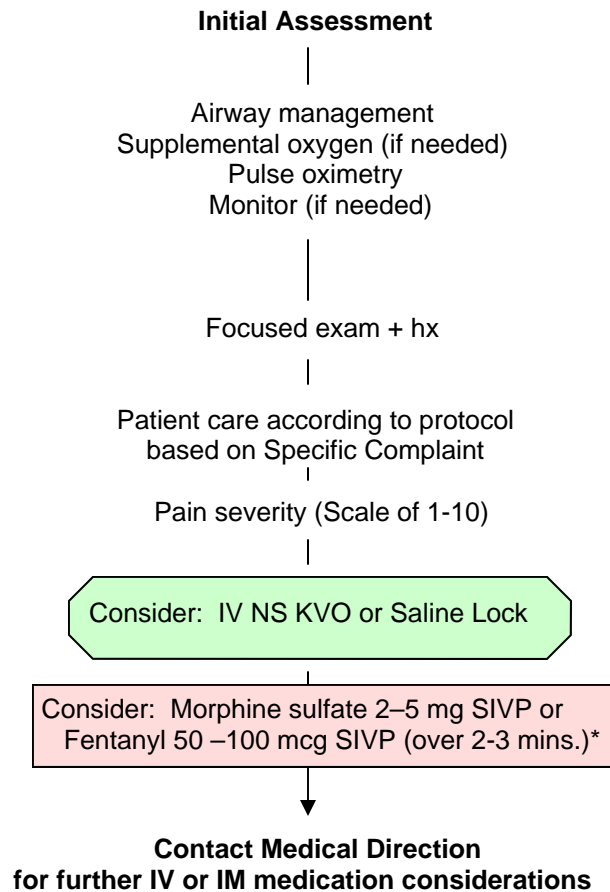 Initial Assessment
Airway management
Supplemental oxygen (if needed)
Pulse oximetry
Monitor (if needed)
Focused exam + hx
Patient care according to protocol
based on Specific Complaint
Pain severity (Scale of 1-10)
Consider:  IV NS KVO or Saline Lock
Consider:  Morphine sulfate 2–5 mg SIVP or
Fentanyl 50 –100 mcg SIVP (over 2-3 mins.)*
Contact Medical Direction
for further IV or IM medication considerations